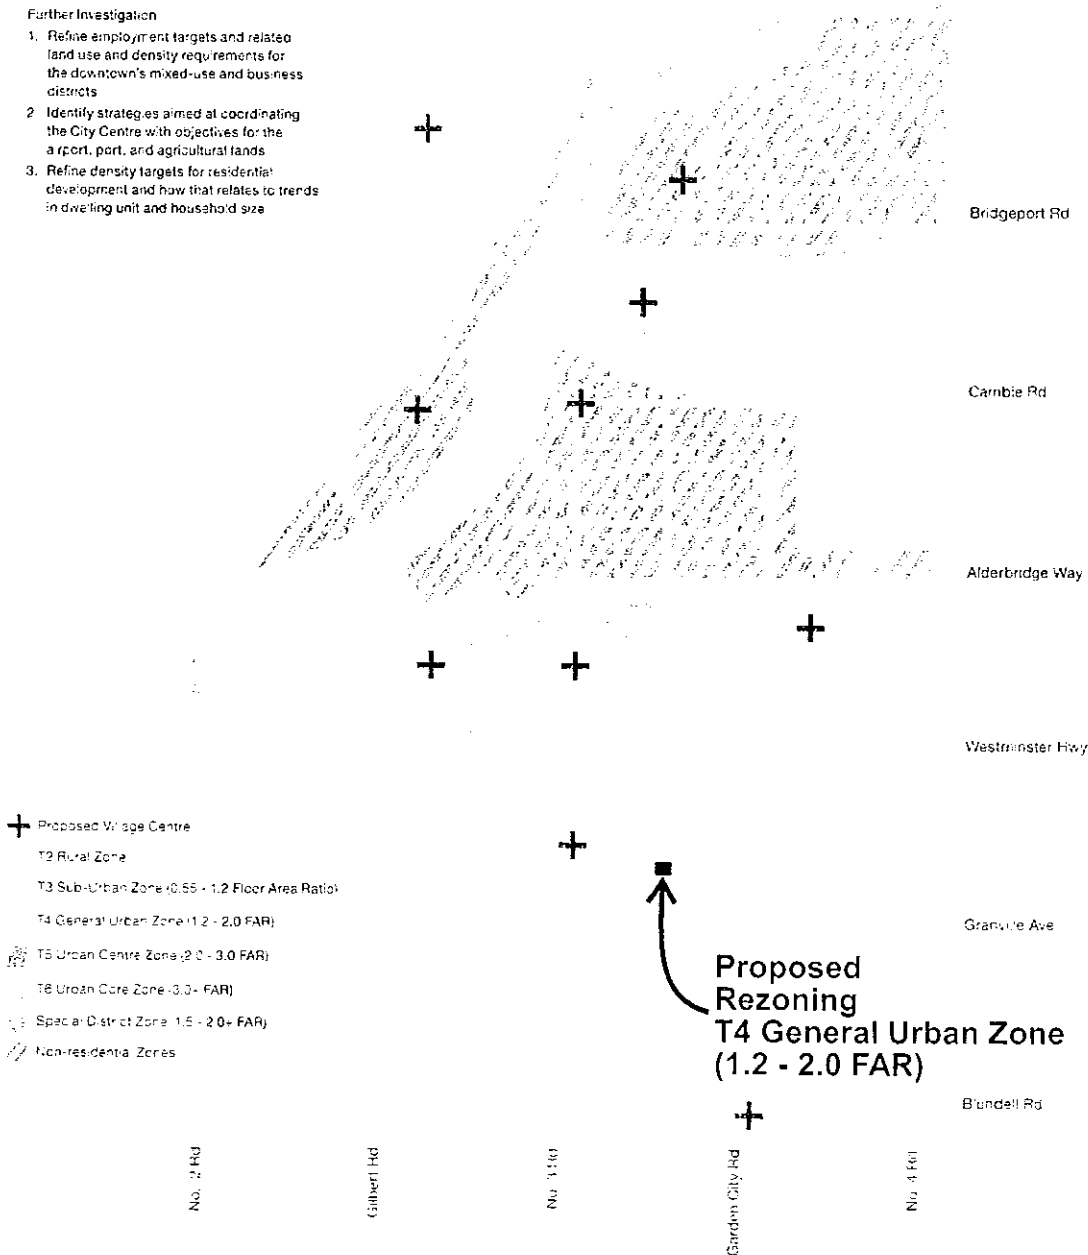 Further Investigation
1. Refine employment targets and related
land use and density requirements for
the downtown's mixed-use and business
districts
2 Identify strategies aimed at coordinating
the City Centre with objectives for the
airport, port, and agricultural lands
3. Refine density targets for residential
development and how that relates to trends
in dwelling unit and household size
Bridgeport Rd
Cambie Rd
Alderbridge Way
Westminster Hwy
Proposed Village Centre
T2 Rural Zone
T3 Sub-Urban Zone (0.55 - 1.2 Floor Area Ratio)
T4 General Urban Zone (1.2 - 2.0 FAR)
T5 Urban Centre Zone (2.0 - 3.0 FAR)
T6 Urban Core Zone (3.0+ FAR)
Special District Zone (1.5 - 2.0+ FAR)
Non-residential Zones
Granville Ave
Proposed
Rezoning
T4 General Urban Zone
(1.2 - 2.0 FAR)
Blundell Rd
No. 2 Rd
Gilbert Rd
No. 3 Rd
Garden City Rd
No. 4 Rd